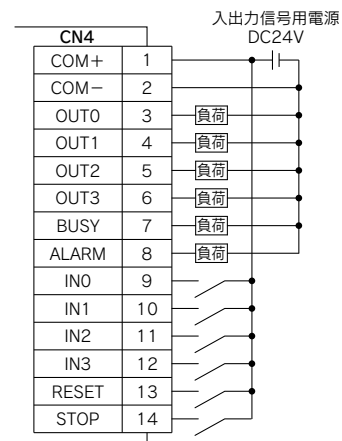 入出力信号用電源
DC24V
CN4
COM+ 1
COM− 2
OUT0 3 負荷
OUT1 4 負荷
OUT2 5 負荷
OUT3 6 負荷
BUSY 7 負荷
ALARM 8 負荷
IN0 9
IN1 10
IN2 11
IN3 12
RESET 13
STOP 14